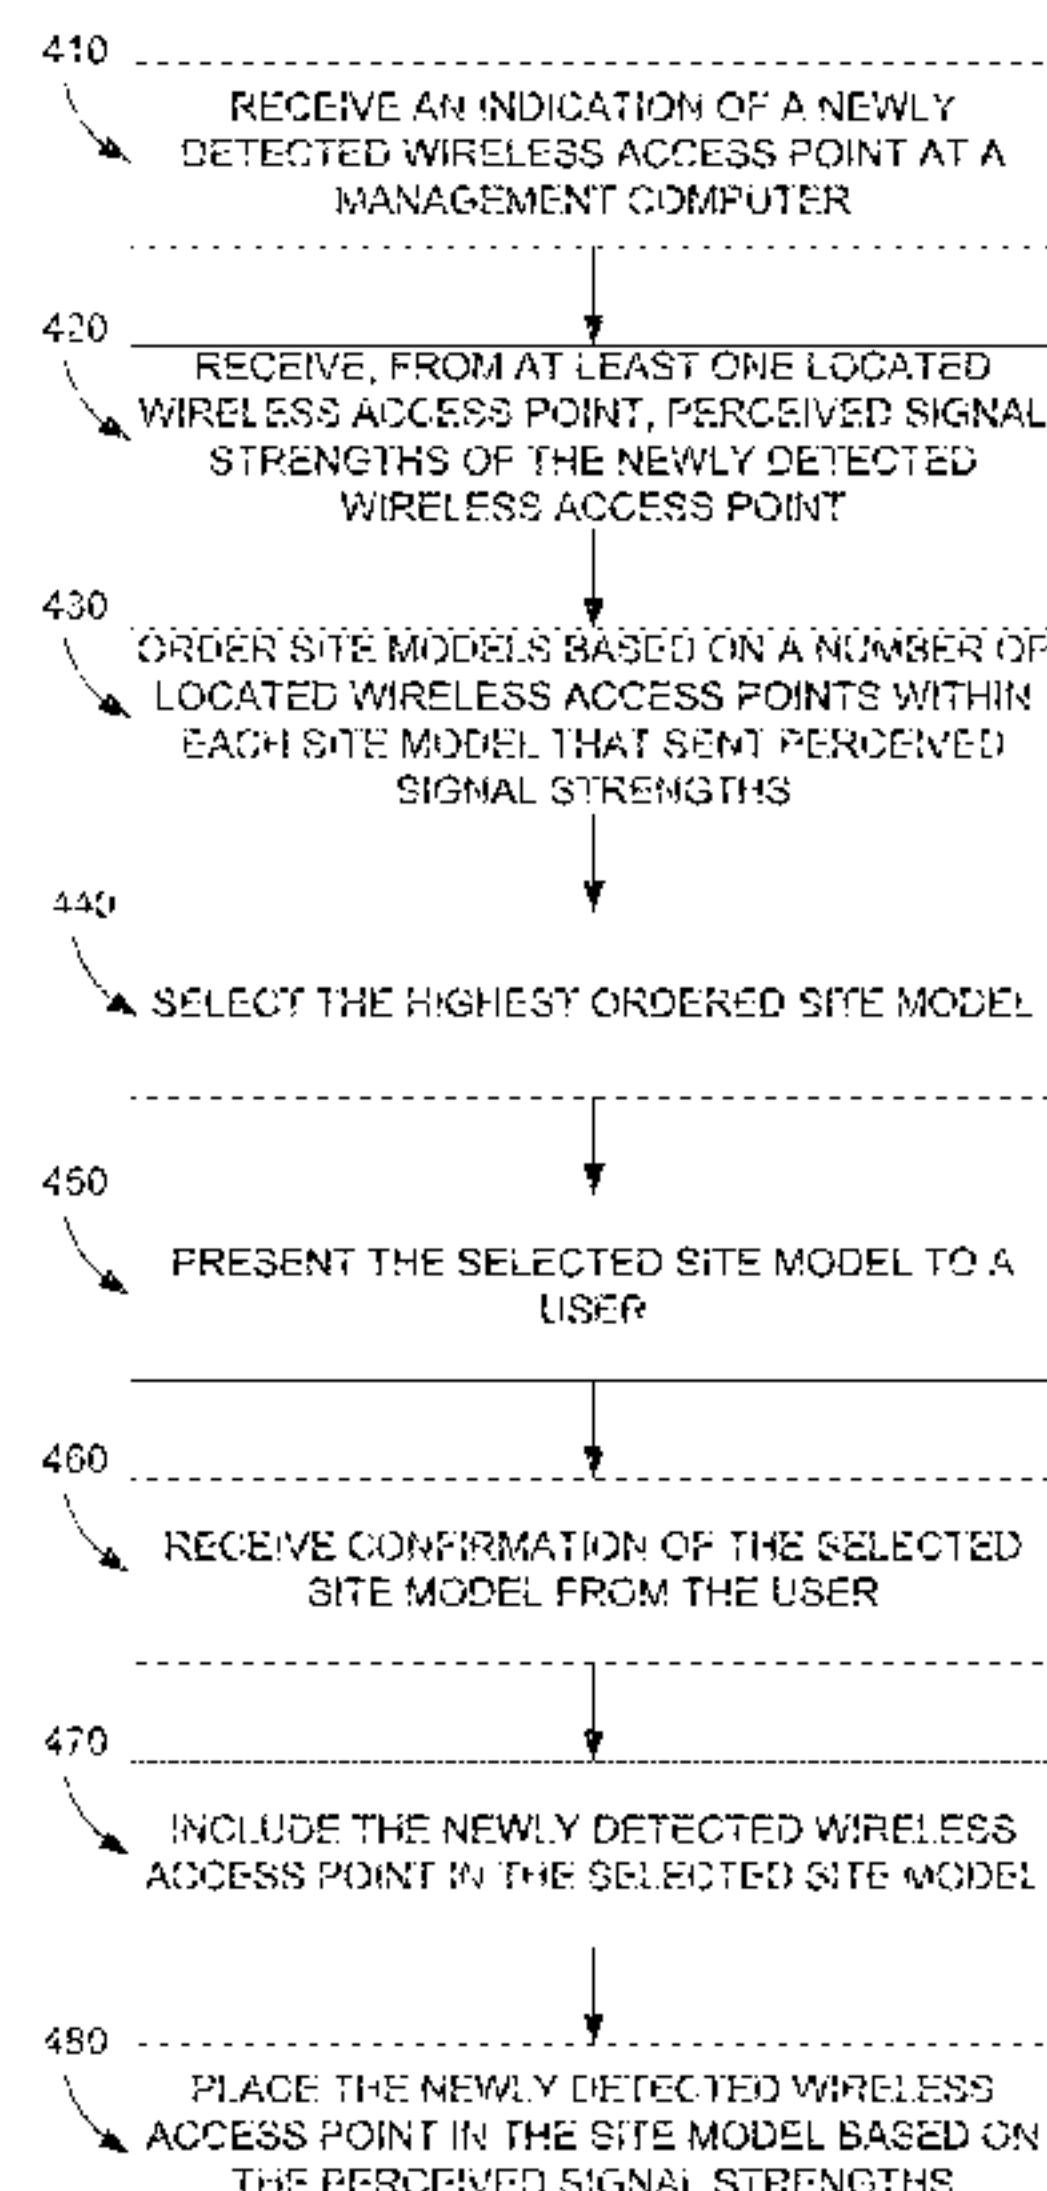 410
RECEIVE AN INDICATION OF A NEWLY
DETECTED WIRELESS ACCESS POINT AT A
MANAGEMENT COMPUTER
420
RECEIVE, FROM AT LEAST ONE LOCATED
WIRELESS ACCESS POINT, PERCEIVED SIGNAL
STRENGTHS OF THE NEWLY DETECTED
WIRELESS ACCESS POINT
430
ORDER SITE MODELS BASED ON A NUMBER OF
LOCATED WIRELESS ACCESS POINTS WITHIN
EACH SITE MODEL THAT SENT PERCEIVED
SIGNAL STRENGTHS
440
SELECT THE HIGHEST ORDERED SITE MODEL
450
PRESENT THE SELECTED SITE MODEL TO A
USER
460
RECEIVE CONFIRMATION OF THE SELECTED
SITE MODEL FROM THE USER
470
INCLUDE THE NEWLY DETECTED WIRELESS
ACCESS POINT IN THE SELECTED SITE MODEL
480
PLACE THE NEWLY DETECTED WIRELESS
ACCESS POINT IN THE SITE MODEL BASED ON
THE PERCEIVED SIGNAL STRENGTHS